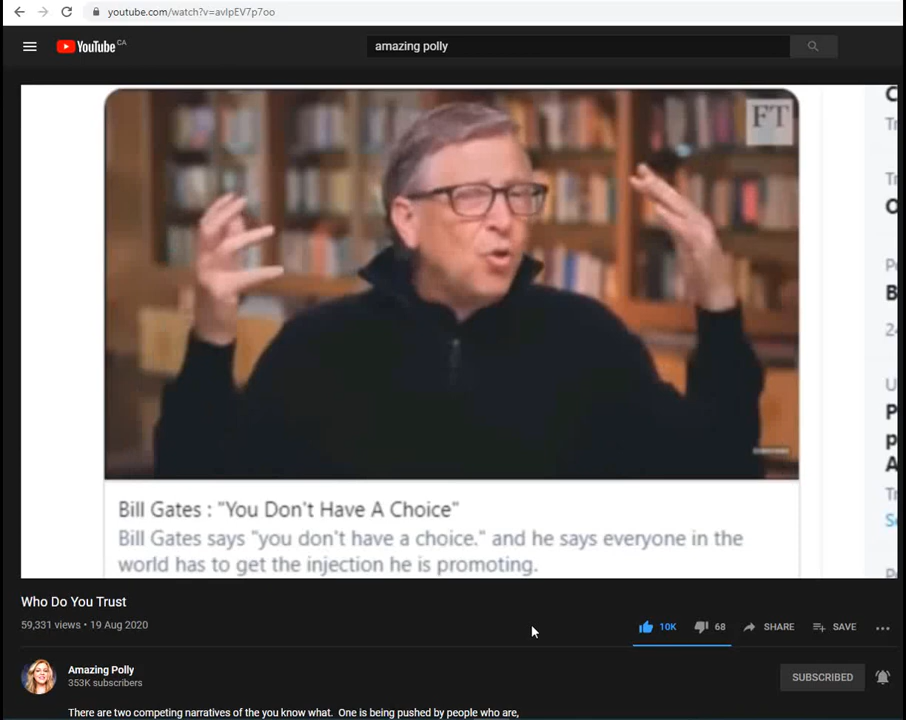 youtube.com/watch?v=avIpEV7p7oo
YouTube CA
amazing polly
FT
Bill Gates : "You Don't Have A Choice"
Bill Gates says "you don't have a choice." and he says everyone in the
world has to get the injection he is promoting.
Who Do You Trust
59,331 views • 19 Aug 2020
10K 68 SHARE SAVE
Amazing Polly
353K subscribers
SUBSCRIBED
There are two competing narratives of the you know what. One is being pushed by people who are,